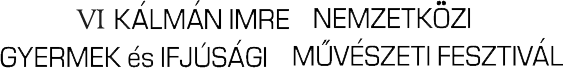 VI KÁLMÁN IMRE NEMZETKÖZI
GYERMEK és IFJÚSÁGI MŰVÉSZETI FESZTIVÁL